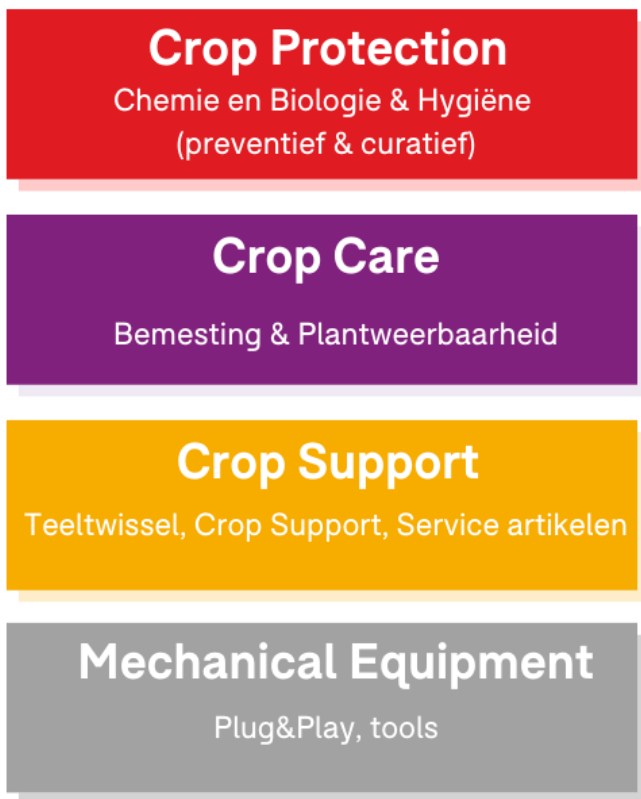 Crop Protection
Chemie en Biologie & Hygiëne
(preventief & curatief)
Crop Care
Bemesting & Plantweerbaarheid
Crop Support
Teeltwissel, Crop Support, Service artikelen
Mechanical Equipment
Plug&Play, tools